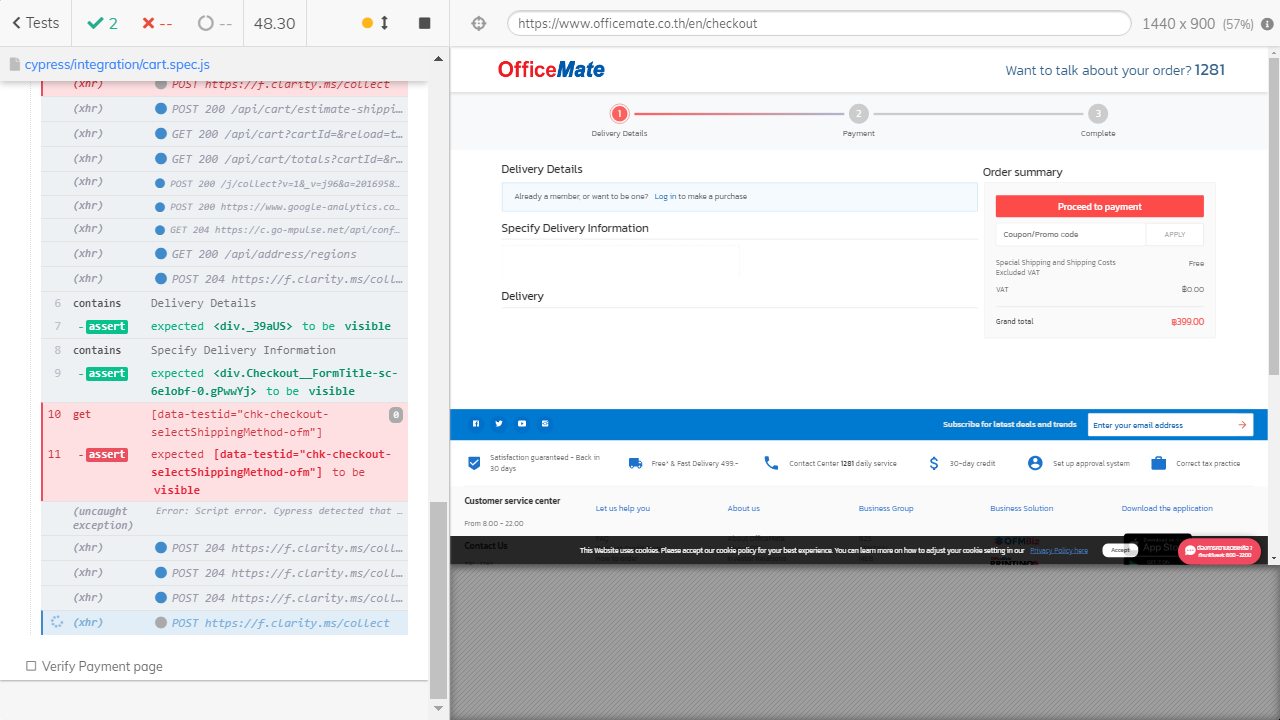 Tests
2
--
--
48.30
https://www.officemate.co.th/en/checkout
1440 x 900 (57%)
cypress/integration/cart.spec.js
(xhr) POST https://f.clarity.ms/collect
(xhr) POST 200 /api/cart/estimate-shippi…
(xhr) GET 200 /api/cart?cartId=&reload=t…
(xhr) GET 200 /api/cart/totals?cartId=&r…
(xhr) POST 200 /j/collect?v=1&_v=j96&a=2016958…
(xhr) POST 200 https://www.google-analytics.co…
(xhr) GET 204 https://c.go-mpulse.net/api/conf…
(xhr) GET 200 /api/address/regions
(xhr) POST 204 https://f.clarity.ms/coll…
6 contains Delivery Details
7 -assert expected <div._39aUS> to be visible
8 contains Specify Delivery Information
9 -assert expected <div.Checkout__FormTitle-sc-
6elobf-0.gPwwYj> to be visible
10 get [data-testid="chk-checkout- 0
selectShippingMethod-ofm"]
11 -assert expected [data-testid="chk-checkout-
selectShippingMethod-ofm"] to be
visible
(uncaught Error: Script error. Cypress detected that …
exception)
(xhr) POST 204 https://f.clarity.ms/coll…
(xhr) POST 204 https://f.clarity.ms/coll…
(xhr) POST 204 https://f.clarity.ms/coll…
(xhr) POST https://f.clarity.ms/collect
Verify Payment page
OfficeMate
Want to talk about your order? 1281
1 2 3
Delivery Details Payment Complete
Delivery Details
Already a member, or want to be one? Log in to make a purchase
Specify Delivery Information
Delivery
Order summary
Proceed to payment
Coupon/Promo code APPLY
Special Shipping and Shipping Costs Free
Excluded VAT
VAT ฿0.00
Grand total ฿399.00
Subscribe for latest deals and trends Enter your email address
Satisfaction guaranteed - Back in
30 days
Free* & Fast Delivery 499.-
Contact Center 1281 daily service
30-day credit
Set up approval system
Correct tax practice
Customer service center
From 8.00 - 22.00
Contact Us
Let us help you
About us
Business Group
Business Solution
Download the application
This Website uses cookies. Please accept our cookie policy for your best experience. You can learn more on how to adjust your cookie setting in our Privacy Policy here Accept